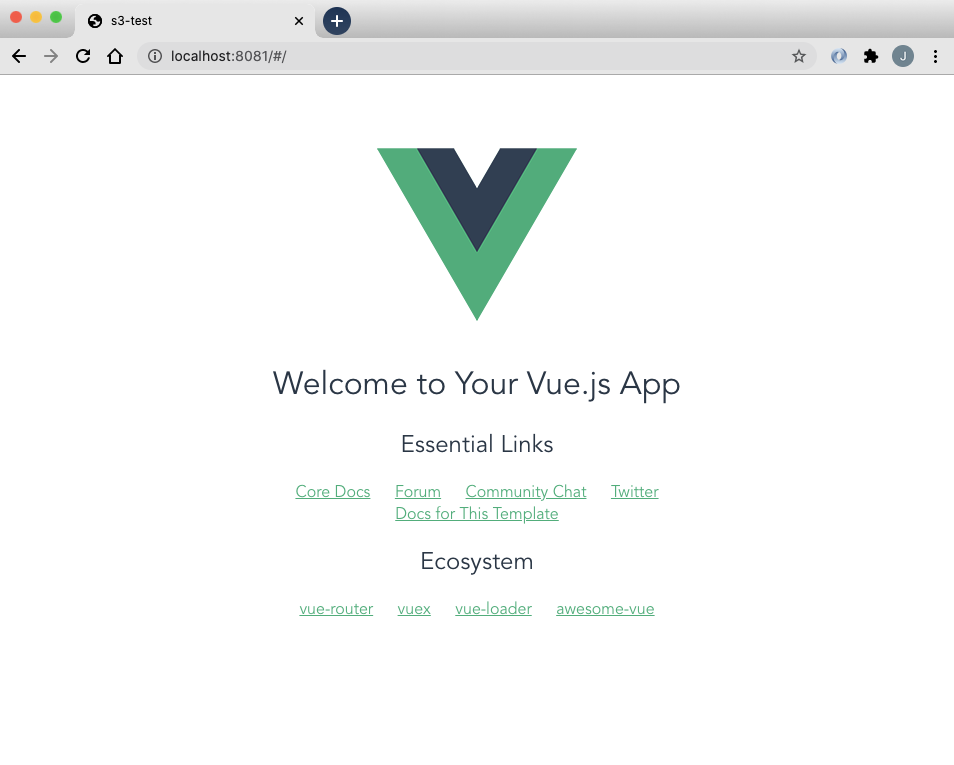 s3-test
localhost:8081/#/
J
Welcome to Your Vue.js App
Essential Links
Core Docs Forum Community Chat Twitter
Docs for This Template
Ecosystem
vue-router vuex vue-loader awesome-vue